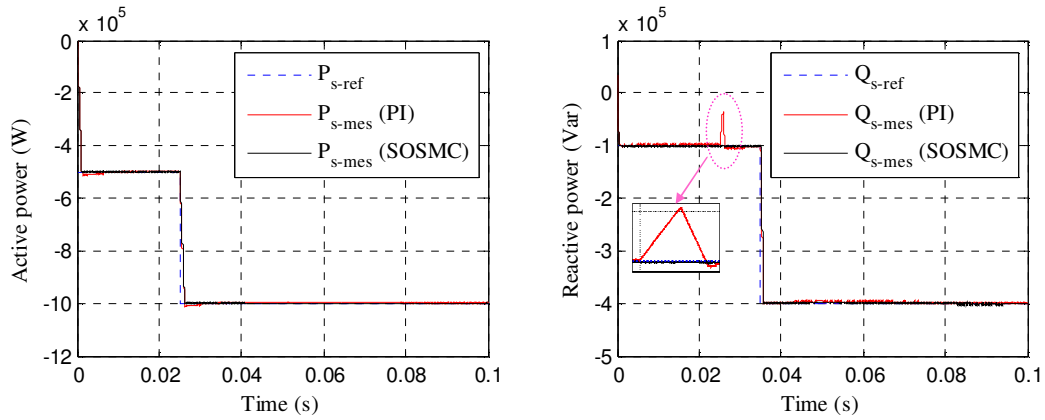 x 10^5
0
-2
-4
-6
-8
-10
-12
0
0.02
0.04
0.06
0.08
0.1
Active power (W)
Time (s)
P_s-ref
P_s-mes (PI)
P_s-mes (SOSMC)
x 10^5
1
0
-1
-2
-3
-4
-5
0
0.02
0.04
0.06
0.08
0.1
Reactive power (Var)
Time (s)
Q_s-ref
Q_s-mes (PI)
Q_s-mes (SOSMC)